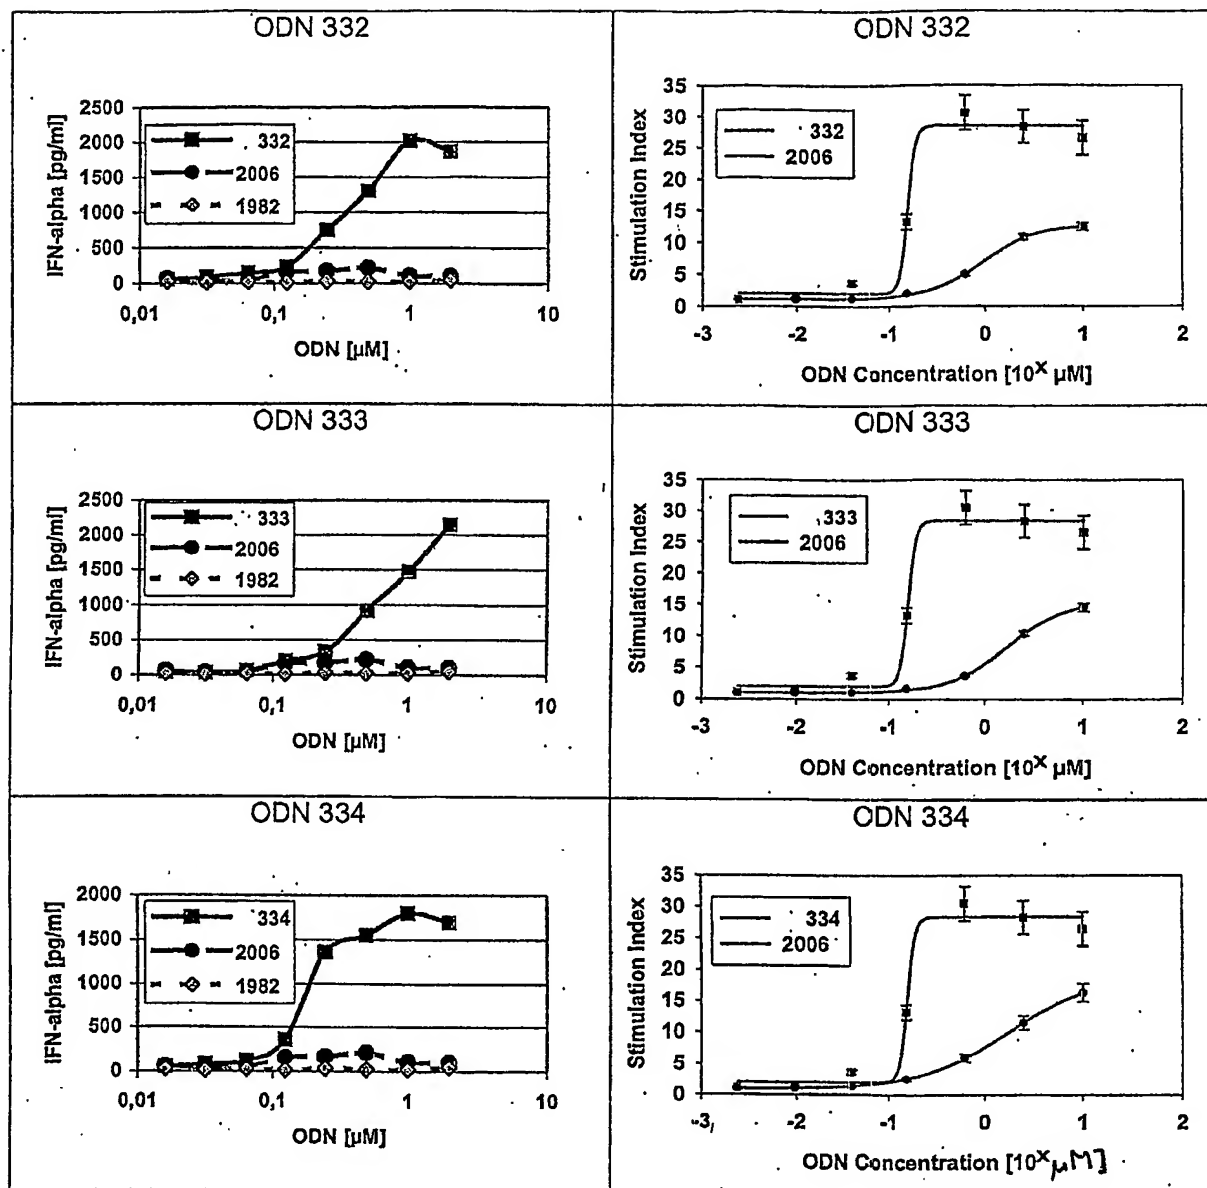 ODN 332
IFN-alpha [pg/ml]
2500
2000
1500
1000
500
0
332
2006
1982
0,01 0,1 1 10
ODN [µM]
ODN 332
Stimulation Index
35
30
25
20
15
10
5
0
332
2006
-3 -2 -1 0 1 2
ODN Concentration [10^x µM]
ODN 333
IFN-alpha [pg/ml]
2500
2000
1500
1000
500
0
333
2006
1982
0,01 0,1 1 10
ODN [µM]
ODN 333
Stimulation Index
35
30
25
20
15
10
5
0
333
2006
-3 -2 -1 0 1 2
ODN Concentration [10^x µM]
ODN 334
IFN-alpha [pg/ml]
2000
1500
1000
500
0
334
2006
1982
0,01 0,1 1 10
ODN [µM]
ODN 334
Stimulation Index
35
30
25
20
15
10
5
0
334
2006
-3 -2 -1 0 1 2
ODN Concentration [10^x µM]